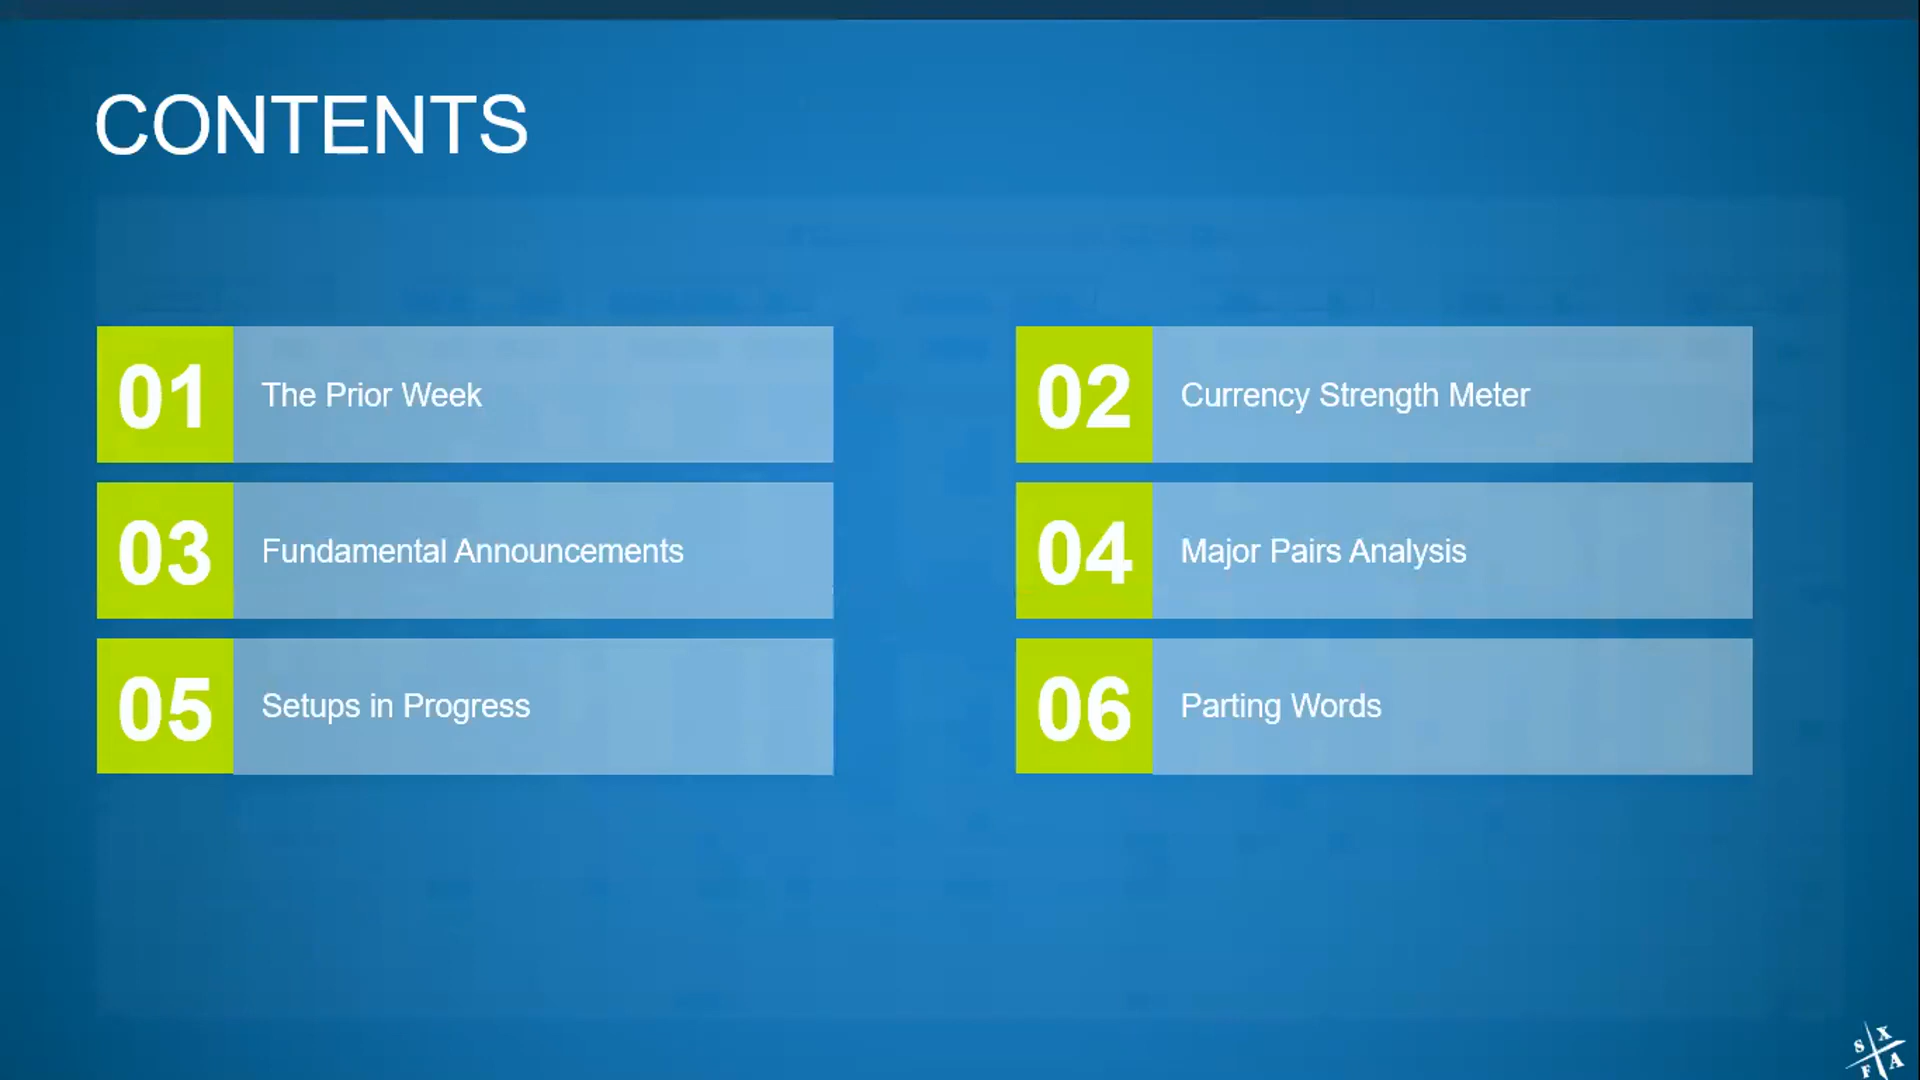 CONTENTS
01 The Prior Week
02 Currency Strength Meter
03 Fundamental Announcements
04 Major Pairs Analysis
05 Setups in Progress
06 Parting Words
S X
F A